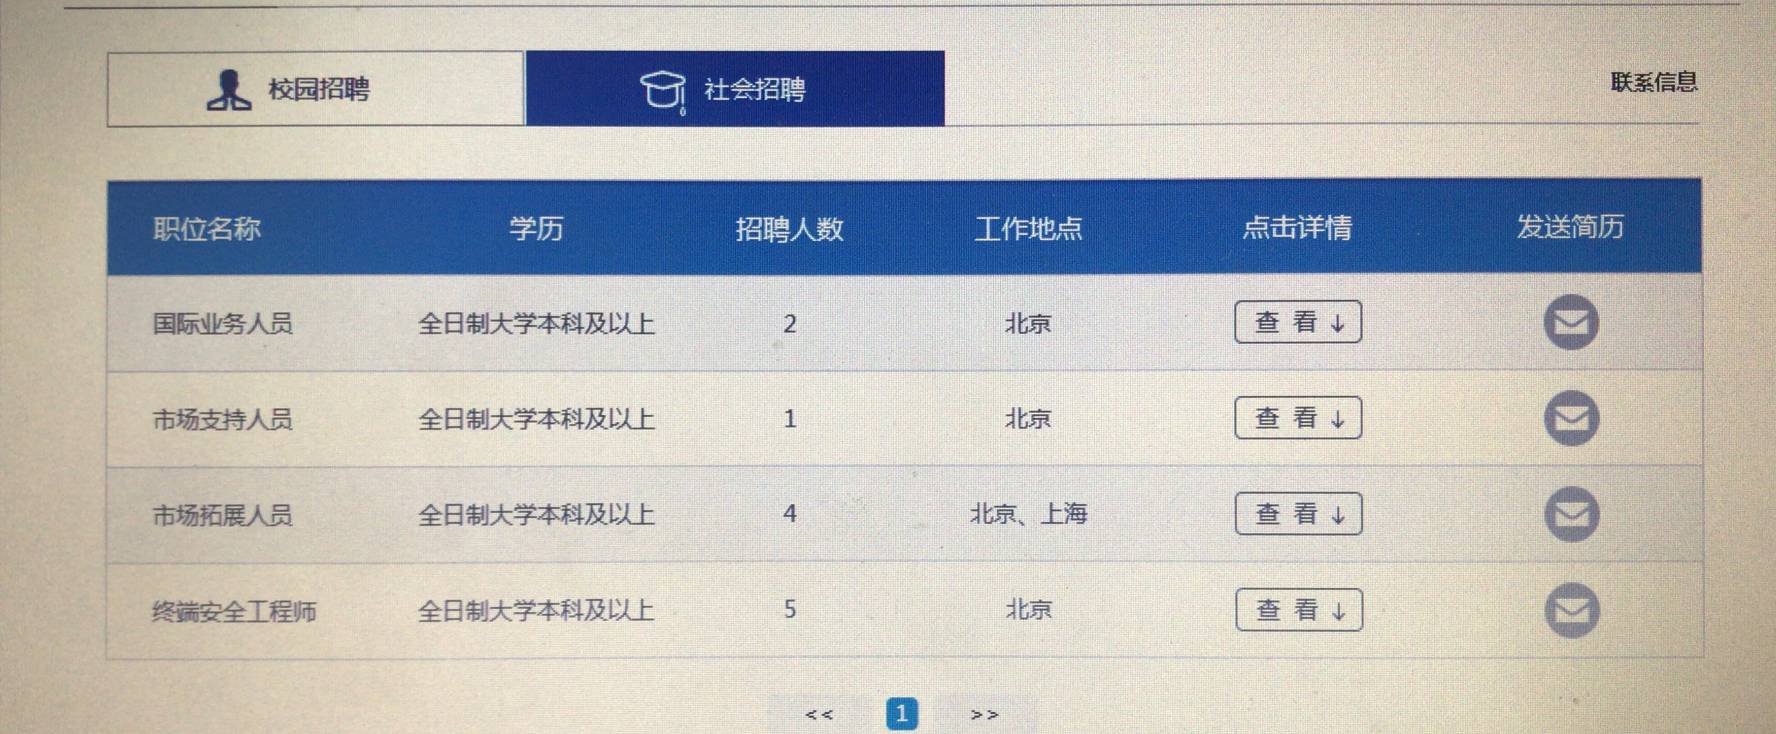 校园招聘 社会招聘 联系信息
职位名称 学历 招聘人数 工作地点 点击详情 发送简历
国际业务人员 全日制大学本科及以上 2 北京 查 看 ↓
市场支持人员 全日制大学本科及以上 1 北京 查 看 ↓
市场拓展人员 全日制大学本科及以上 4 北京、上海 查 看 ↓
终端安全工程师 全日制大学本科及以上 5 北京 查 看 ↓
<< 1 >>